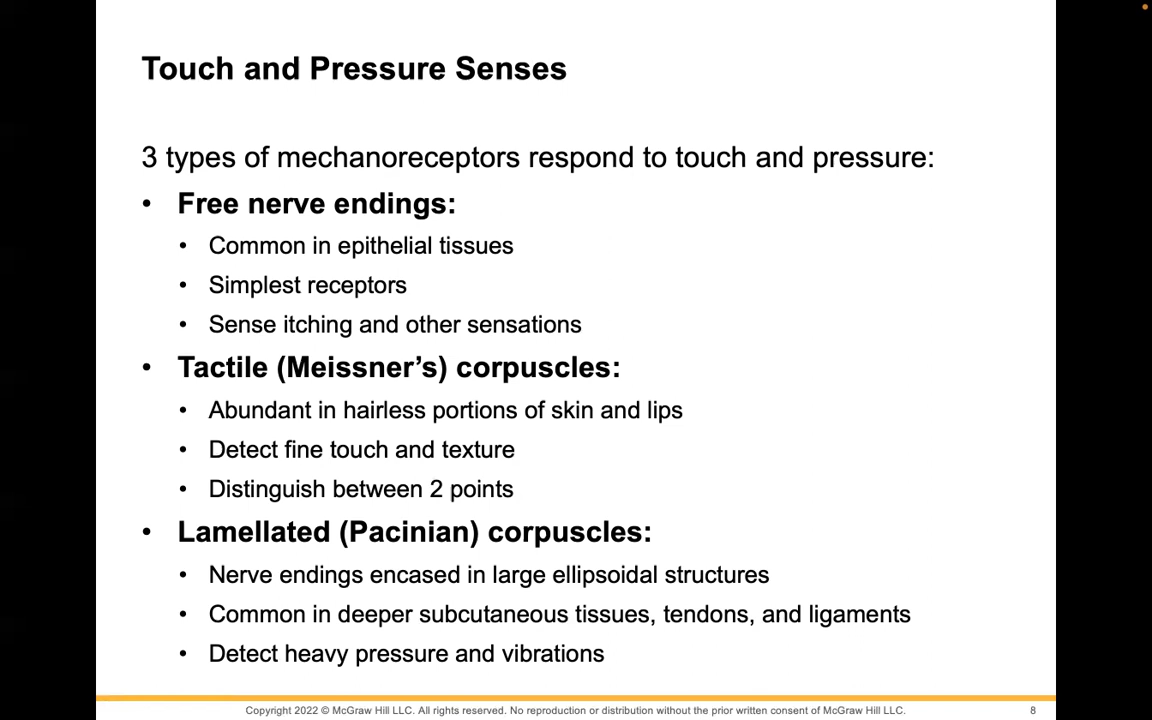 Touch and Pressure Senses
3 types of mechanoreceptors respond to touch and pressure:
• Free nerve endings:
• Common in epithelial tissues
• Simplest receptors
• Sense itching and other sensations
• Tactile (Meissner’s) corpuscles:
• Abundant in hairless portions of skin and lips
• Detect fine touch and texture
• Distinguish between 2 points
• Lamellated (Pacinian) corpuscles:
• Nerve endings encased in large ellipsoidal structures
• Common in deeper subcutaneous tissues, tendons, and ligaments
• Detect heavy pressure and vibrations
Copyright 2022 © McGraw Hill LLC. All rights reserved. No reproduction or distribution without the prior written consent of McGraw Hill LLC. 8